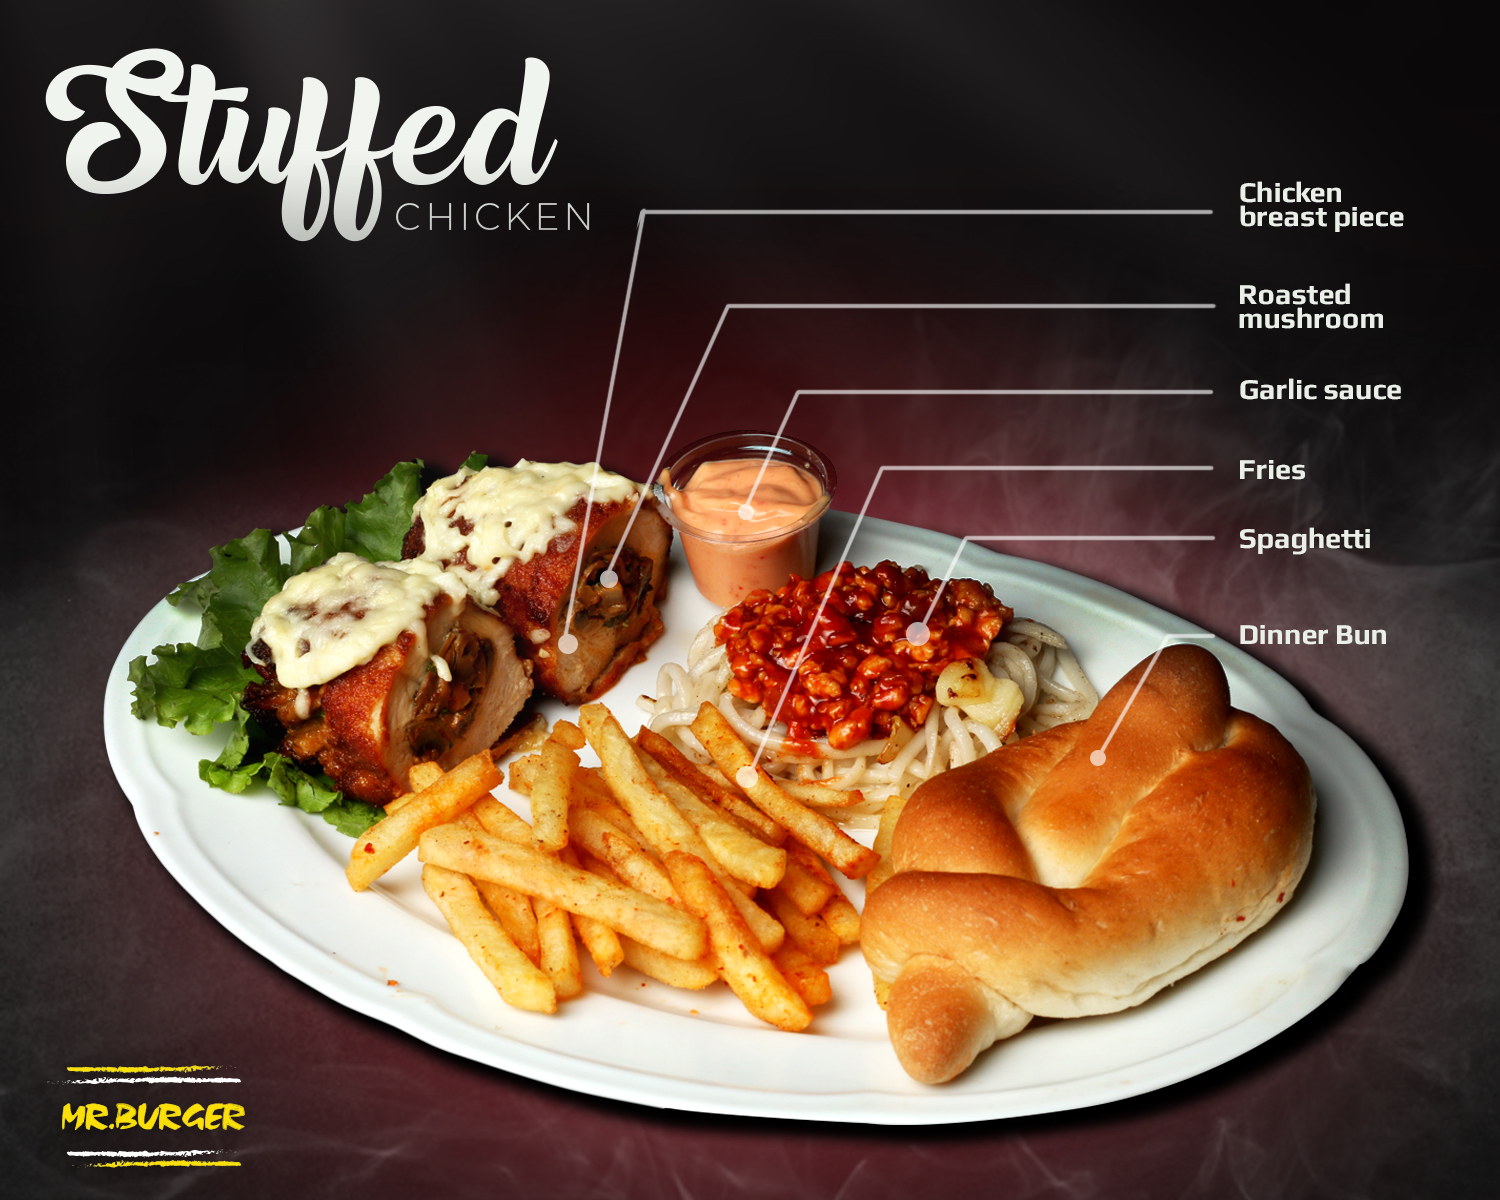 Stuffed
CHICKEN
Chicken
breast piece
Roasted
mushroom
Garlic sauce
Fries
Spaghetti
Dinner Bun
MR.BURGER